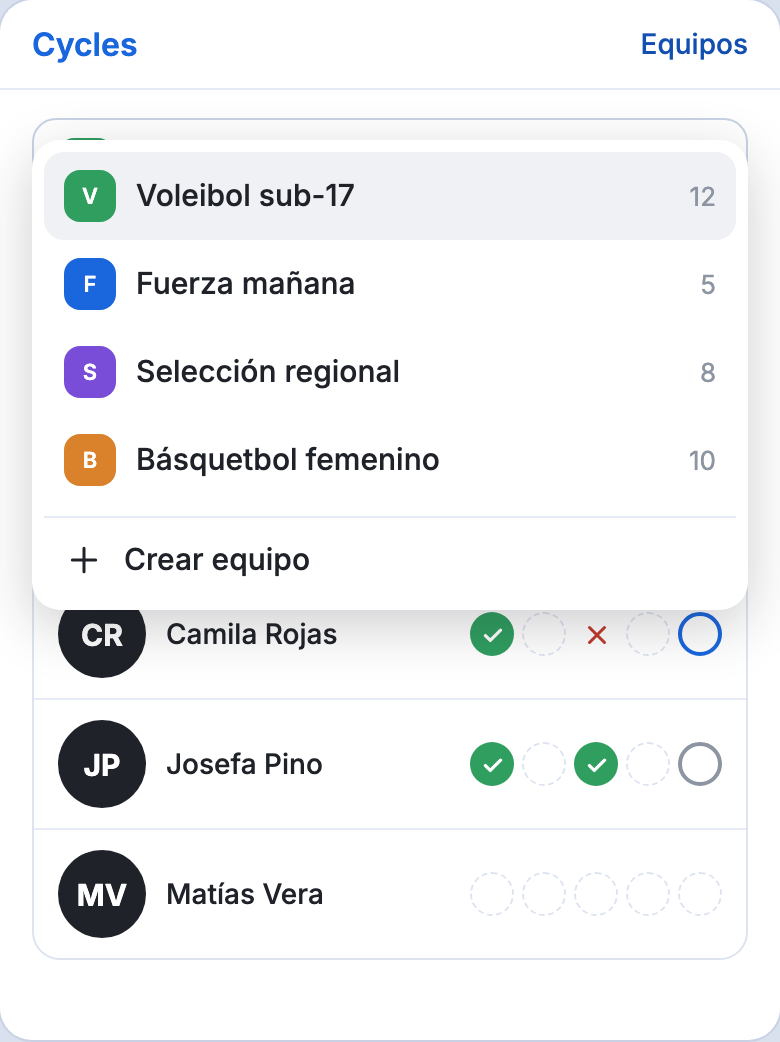 Cycles
Equipos
V Voleibol sub-17 12
F Fuerza mañana 5
S Selección regional 8
B Básquetbol femenino 10
Crear equipo
CR Camila Rojas
JP Josefa Pino
MV Matías Vera